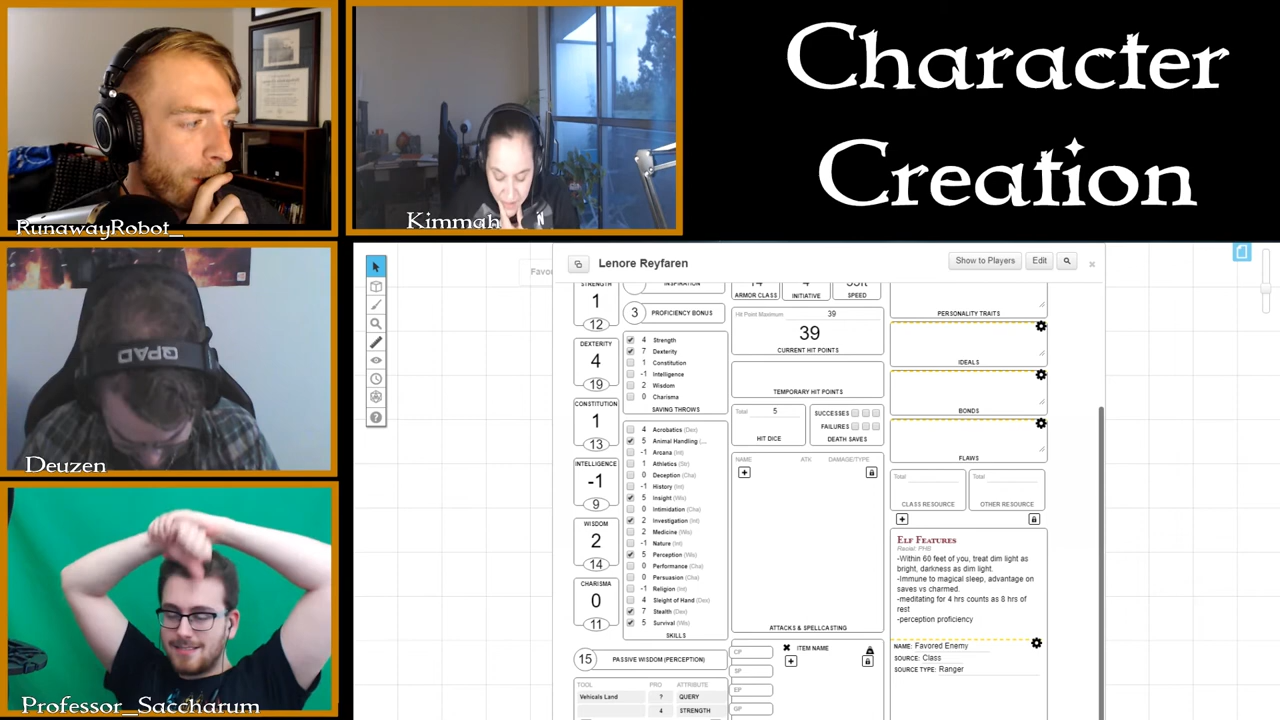 Character
Creation
RunawayRobot_
Kimmah
QPAD
Deuzen
Professor_Saccharum
Lenore Reyfaren
Show to Players
Edit
STRENGTH
1
12
DEXTERITY
4
19
CONSTITUTION
1
13
INTELLIGENCE
-1
9
WISDOM
2
14
CHARISMA
0
11
INSPIRATION
3 PROFICIENCY BONUS
4 Strength
7 Dexterity
1 Constitution
-1 Intelligence
2 Wisdom
0 Charisma
SAVING THROWS
4 Acrobatics (Dex)
5 Animal Handling (...
-1 Arcana (Int)
1 Athletics (Str)
0 Deception (Cha)
-1 History (Int)
5 Insight (Wis)
0 Intimidation (Cha)
2 Investigation (Int)
2 Medicine (Wis)
-1 Nature (Int)
5 Perception (Wis)
0 Performance (Cha)
0 Persuasion (Cha)
-1 Religion (Int)
4 Sleight of Hand (Dex)
7 Stealth (Dex)
5 Survival (Wis)
SKILLS
15 PASSIVE WISDOM (PERCEPTION)
TOOL PRO ATTRIBUTE
Vehicals Land ? QUERY
4 STRENGTH
ARMOR CLASS INITIATIVE SPEED
Hit Point Maximum 39
39
CURRENT HIT POINTS
TEMPORARY HIT POINTS
Total 5
HIT DICE
SUCCESSES
FAILURES
DEATH SAVES
NAME ATK DAMAGE/TYPE
ATTACKS & SPELLCASTING
CP
SP
EP
GP
ITEM NAME
PERSONALITY TRAITS
IDEALS
BONDS
FLAWS
Total
CLASS RESOURCE
Total
OTHER RESOURCE
ELF FEATURES
Racial: PHB
-Within 60 feet of you, treat dim light as
bright, darkness as dim light.
-Immune to magical sleep, advantage on
saves vs charmed.
-meditating for 4 hrs counts as 8 hrs of
rest
-perception proficiency
NAME: Favored Enemy
SOURCE: Class
SOURCE TYPE: Ranger